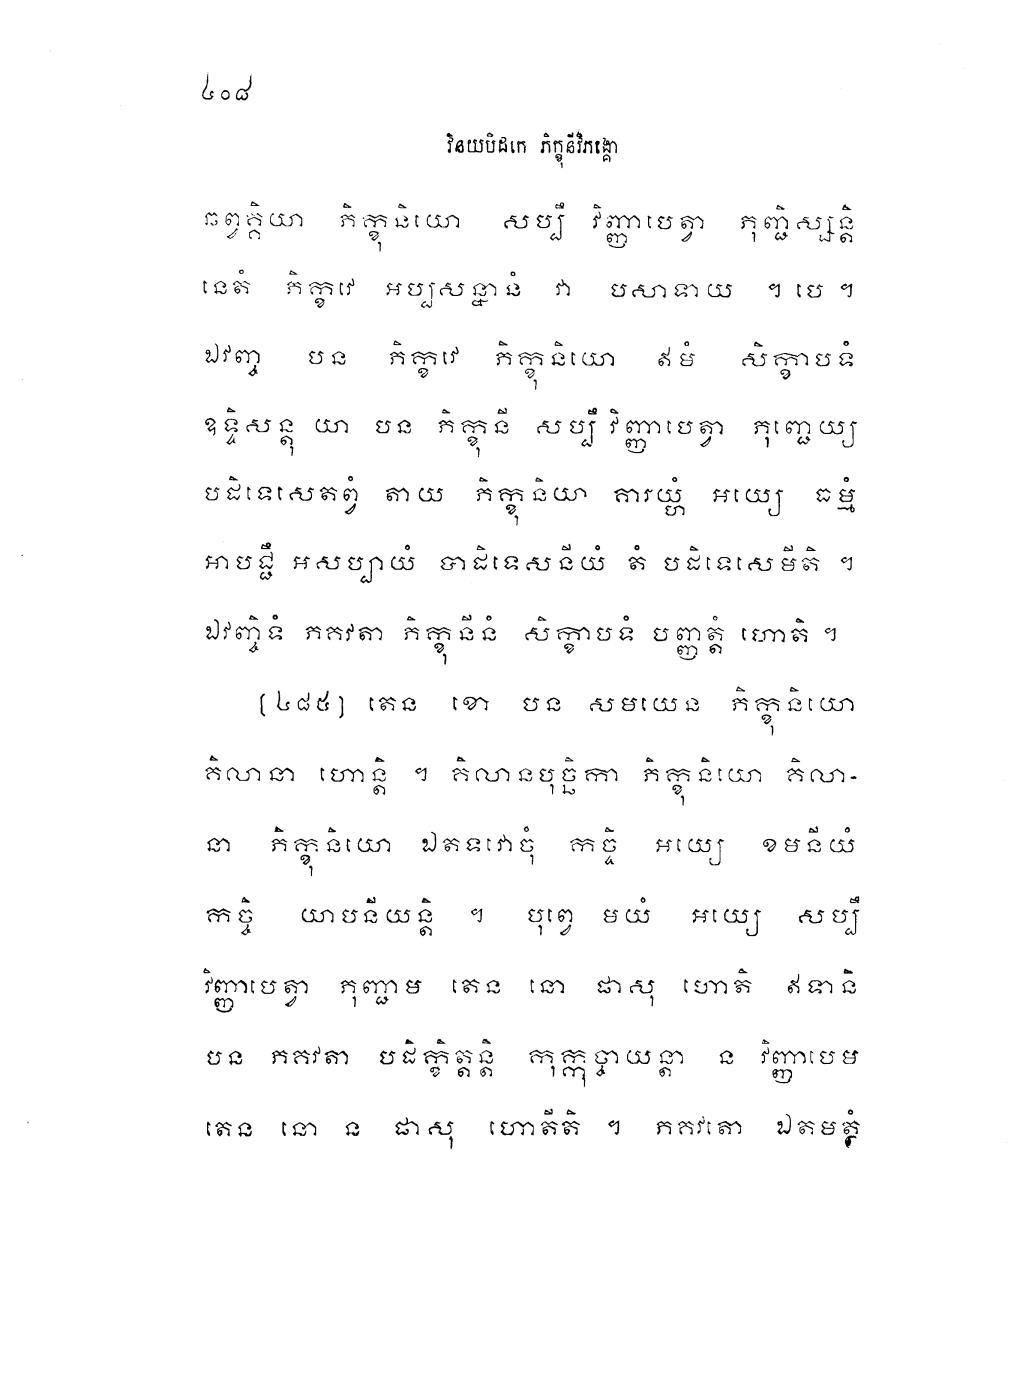 ៤០៨
វិនយបិដកេ ភិក្ខុនីវិភង្គោ
ឆព្វគ្គិយា ភិក្ខុនិយោ សប្បឹ វិញ្ញាបេត្វា ភុញ្ជិស្សន្តិ
នេតំ ភិក្ខវេ អប្បសន្នានំ វា បសាទាយ ។ បេ ។
ឯវញ្ច បន ភិក្ខវេ ភិក្ខុនិយោ ឥមំ សិក្ខាបទំ
ឧទ្ទិសន្តុ យា បន ភិក្ខុនី សប្បឹ វិញ្ញាបេត្វា ភុញ្ជេយ្យ
បដិទេសេតព្វំ តាយ ភិក្ខុនិយា គារយ្ហំ អយ្យេ ធម្មំ
អាបជ្ជឹ អសប្បាយំ បាដិទេសនីយំ តំ បដិទេសេមីតិ ។
ឯវញ្ចិទំ ភគវតា ភិក្ខុនីនំ សិក្ខាបទំ បញ្ញត្តំ ហោតិ ។
[៤៨៥] តេន ខោ បន សមយេន ភិក្ខុនិយោ
គិលានា ហោន្តិ ។ គិលានបុច្ឆិកា ភិក្ខុនិយោ គិលា-
នា ភិក្ខុនិយោ ឯតទវោចុំ កច្ចិ អយ្យេ ខមនីយំ
កច្ចិ យាបនីយន្តិ ។ បុព្វេ មយំ អយ្យេ សប្បឹ
វិញ្ញាបេត្វា ភុញ្ជាម តេន នោ ផាសុ ហោតិ ឥទានិ
បន ភគវតា បដិក្ខិត្តន្តិ កុក្កុច្ចាយន្តា ន វិញ្ញាបេម
តេន នោ ន ផាសុ ហោតីតិ ។ ភគវតោ ឯតមត្ថំ